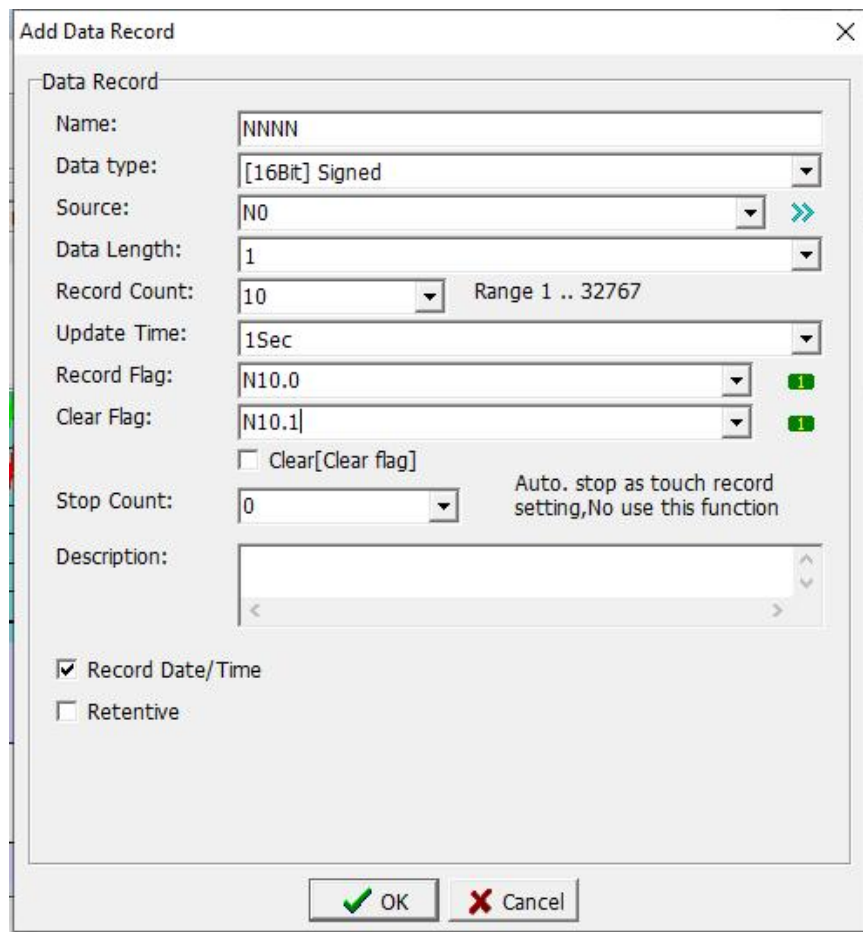 Add Data Record
Data Record
Name: NNNN
Data type: [16Bit] Signed
Source: N0
Data Length: 1
Record Count: 10 Range 1 .. 32767
Update Time: 1Sec
Record Flag: N10.0 1
Clear Flag: N10.1 1
Clear[Clear flag]
Stop Count: 0 Auto. stop as touch record
setting,No use this function
Description:
Record Date/Time
Retentive
OK Cancel